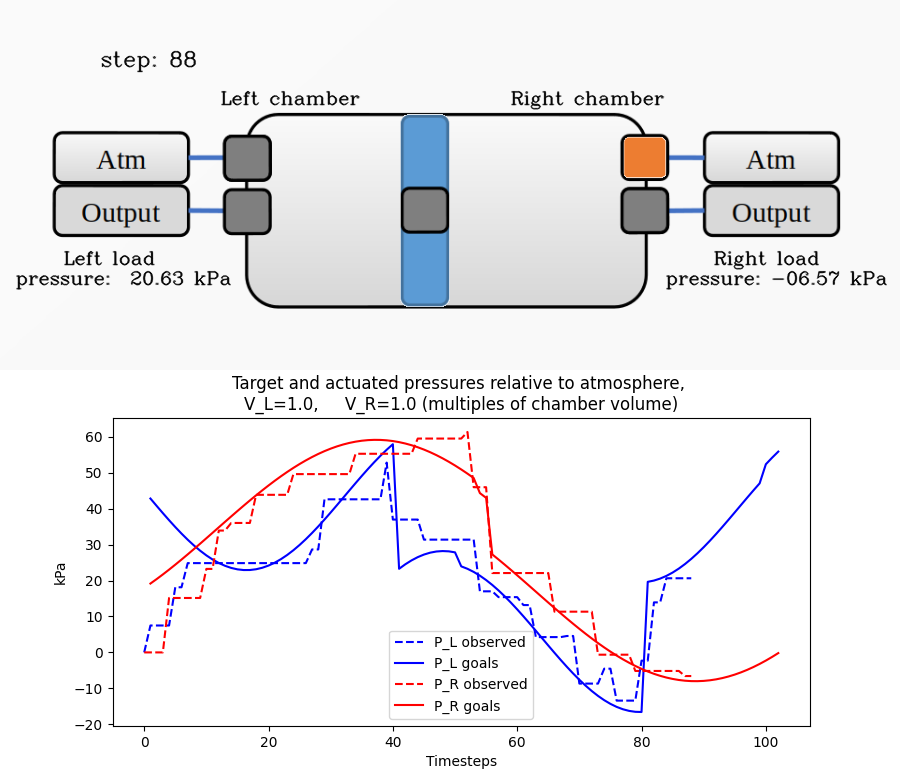 step: 88
Left chamber
Right chamber
Atm
Atm
Output
Output
Left load
pressure:  20.63 kPa
Right load
pressure: −06.57 kPa
Target and actuated pressures relative to atmosphere,
V_L=1.0,     V_R=1.0 (multiples of chamber volume)
60
50
40
30
20
10
0
−10
−20
kPa
P_L observed
P_L goals
P_R observed
P_R goals
0
20
40
60
80
100
Timesteps